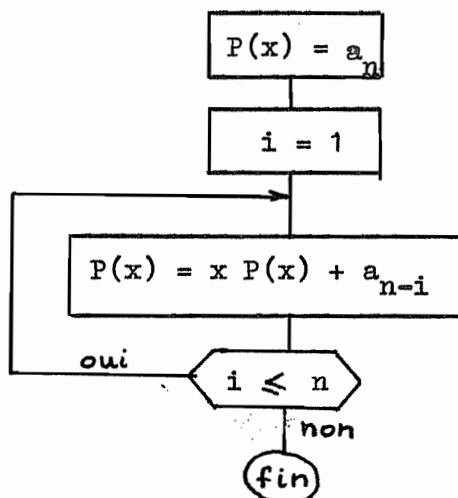 P(x) = a_n
i = 1
P(x) = x P(x) + a_{n-i}
oui
i ≤ n
non
fin